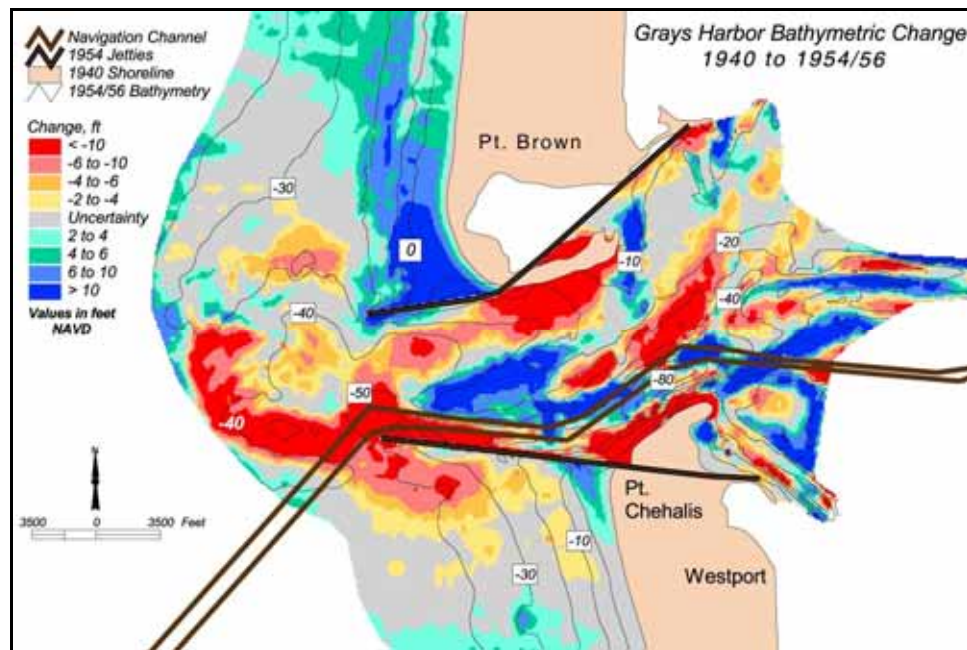 Navigation Channel
1954 Jetties
1940 Shoreline
1954/56 Bathymetry
Change, ft
< -10
-6 to -10
-4 to -6
-2 to -4
Uncertainty
2 to 4
4 to 6
6 to 10
> 10
Values in feet
NAVD
Grays Harbor Bathymetric Change
1940 to 1954/56
Pt. Brown
-30
0
-10
-20
-40
-40
-50
-80
-40
N
3500 0 3500 Feet
Pt.
Chehalis
-10
-30
Westport